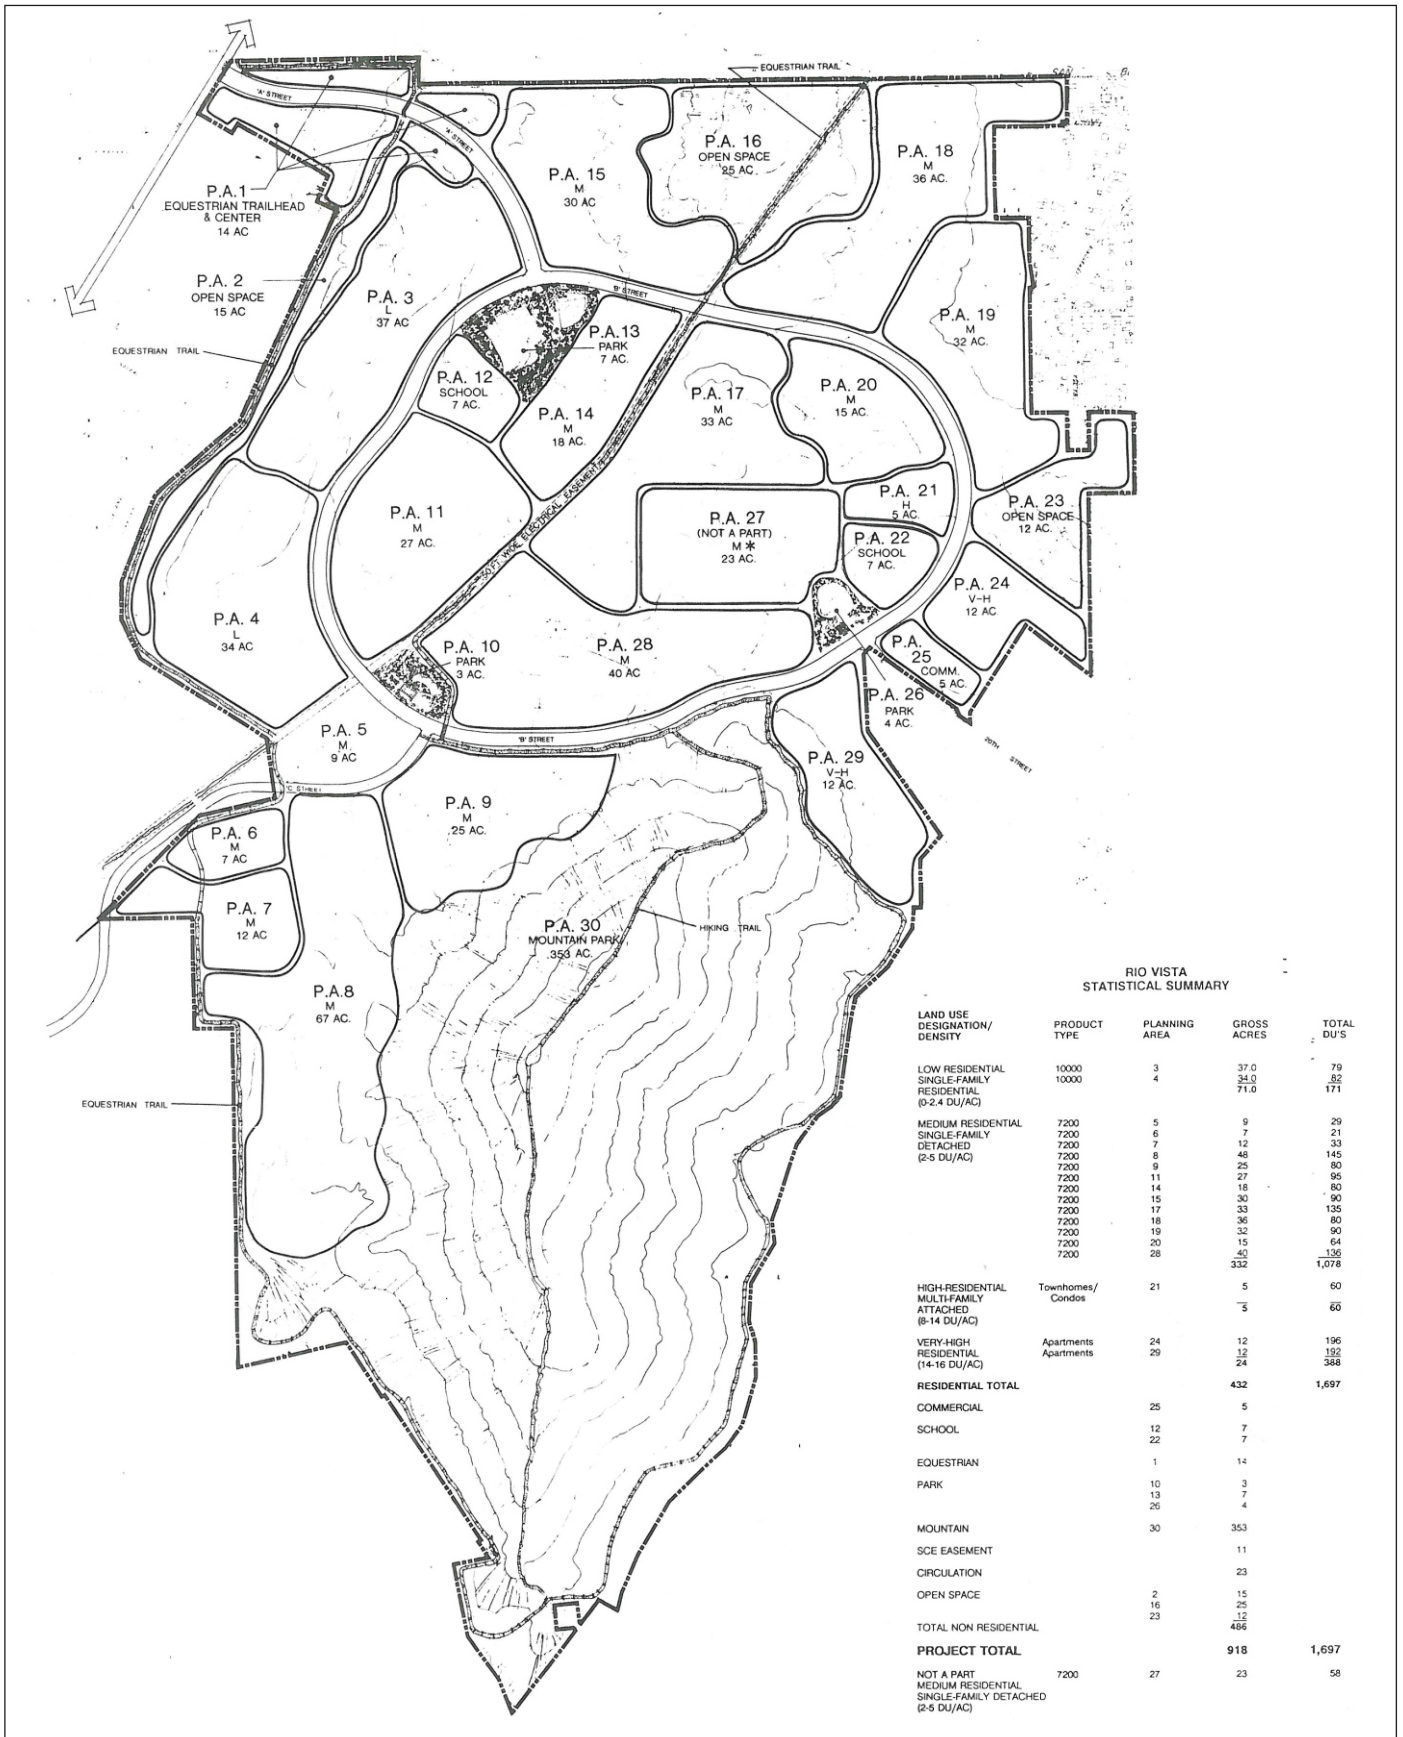 EQUESTRIAN TRAIL
'A' STREET
'A' STREET
P.A. 16
OPEN SPACE
25 AC.
P.A. 18
M
36 AC.
P.A. 15
M
30 AC.
P.A.1
EQUESTRIAN TRAILHEAD
& CENTER
14 AC
P.A. 2
OPEN SPACE
15 AC
P.A. 3
L
37 AC
'B' STREET
P.A.13
PARK
7 AC.
P.A. 19
M
32 AC.
EQUESTRIAN TRAIL
P.A. 12
SCHOOL
7 AC.
P.A. 14
M
18 AC.
P.A. 17
M
33 AC
P.A. 20
M
15 AC.
P.A. 11
M
27 AC.
WIDE ELECTRICAL EASEMENT
P.A. 27
(NOT A PART)
M *
23 AC.
P.A. 21
H
5 AC.
P.A. 22
SCHOOL
7 AC.
P.A. 23
OPEN SPACE
12 AC.
P.A. 24
V-H
12 AC.
P.A. 4
L
34 AC
P.A. 10
PARK
3 AC.
P.A. 28
M
40 AC
P.A.
25
COMM.
5 AC.
P.A. 26
PARK
4 AC.
20TH STREET
P.A. 5
M.
9 AC
'B' STREET
'C' STREET
P.A. 29
V-H
12 AC.
P.A. 9
M
25 AC.
P.A. 6
M
7 AC
P.A. 7
M
12 AC
P.A. 30
MOUNTAIN PARK
353 AC.
HIKING TRAIL
P.A.8
M
67 AC.
EQUESTRIAN TRAIL
RIO VISTA
STATISTICAL SUMMARY
LAND USE DESIGNATION/ DENSITY PRODUCT TYPE PLANNING AREA GROSS ACRES TOTAL DU'S
LOW RESIDENTIAL 10000 3 37.0 79
SINGLE-FAMILY 10000 4 34.0 82
RESIDENTIAL 71.0 171
(0-2.4 DU/AC)
MEDIUM RESIDENTIAL 7200 5 9 29
SINGLE-FAMILY 7200 6 7 21
DETACHED 7200 7 12 33
(2-5 DU/AC) 7200 8 48 145
7200 9 25 80
7200 11 27 95
7200 14 18 80
7200 15 30 90
7200 17 33 135
7200 18 36 80
7200 19 32 90
7200 20 15 64
7200 28 40 136
332 1,078
HIGH-RESIDENTIAL Townhomes/ 21 5 60
MULTI-FAMILY Condos
ATTACHED 5 60
(8-14 DU/AC)
VERY-HIGH Apartments 24 12 196
RESIDENTIAL Apartments 29 12 192
(14-16 DU/AC) 24 388
RESIDENTIAL TOTAL 432 1,697
COMMERCIAL 25 5
SCHOOL 12 7
22 7
EQUESTRIAN 1 14
PARK 10 3
13 7
26 4
MOUNTAIN 30 353
SCE EASEMENT 11
CIRCULATION 23
OPEN SPACE 2 15
16 25
23 12
TOTAL NON RESIDENTIAL 486
PROJECT TOTAL 918 1,697
NOT A PART 7200 27 23 58
MEDIUM RESIDENTIAL
SINGLE-FAMILY DETACHED
(2-5 DU/AC)